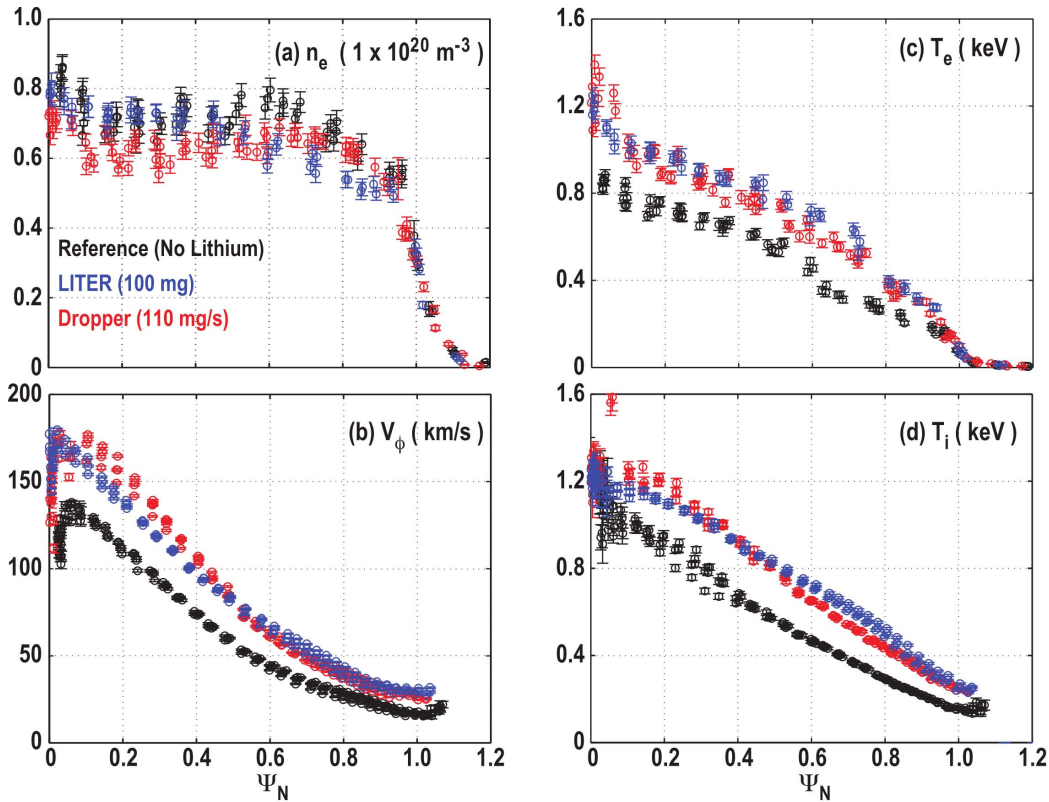 1.0
0.8
0.6
0.4
0.2
0
(a) n_e ( 1 x 10^20 m^-3 )
Reference (No Lithium)
LITER (100 mg)
Dropper (110 mg/s)
200
150
100
50
0
(b) V_ϕ ( km/s )
0 0.2 0.4 0.6 0.8 1.0 1.2
Ψ_N
1.6
1.2
0.8
0.4
0
(c) T_e ( keV )
1.6
1.2
0.8
0.4
0
(d) T_i ( keV )
0 0.2 0.4 0.6 0.8 1.0 1.2
Ψ_N